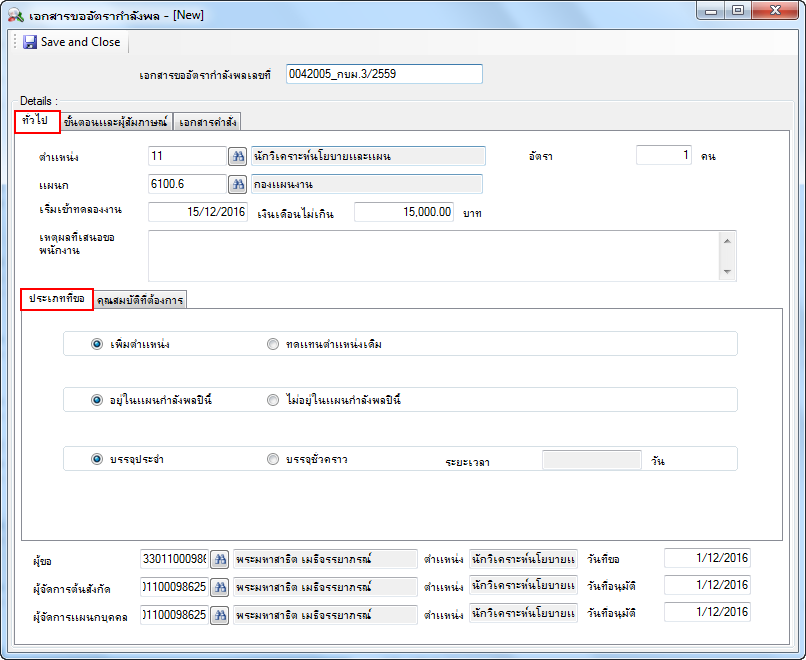 เอกสารขออัตรากำลังพล - [New]
Save and Close
เอกสารขออัตรากำลังพลเลขที่ 0042005_กบม.3/2559
Details :
ทั่วไป ขั้นตอนและผู้สัมภาษณ์ เอกสารคำสั่ง
ตำแหน่ง 11 นักวิเคราะห์นโยบายและแผน อัตรา 1 คน
แผนก 6100.6 กองแผนงาน
เริ่มเข้าทดลองงาน 15/12/2016 เงินเดือนไม่เกิน 15,000.00 บาท
เหตุผลที่เสนอขอ
พนักงาน
ประเภทที่ขอ คุณสมบัติที่ต้องการ
เพิ่มตำแหน่ง ทดแทนตำแหน่งเดิม
อยู่ในแผนกำลังพลปีนี้ ไม่อยู่ในแผนกำลังพลปีนี้
บรรจุประจำ บรรจุชั่วคราว ระยะเวลา วัน
ผู้ขอ 33011000986 พระมหาสาธิต เมธีจรรยาภรณ์ ตำแหน่ง นักวิเคราะห์นโยบายแ วันที่ขอ 1/12/2016
ผู้จัดการต้นสังกัด 01100098625 พระมหาสาธิต เมธีจรรยาภรณ์ ตำแหน่ง นักวิเคราะห์นโยบายแ วันที่อนุมัติ 1/12/2016
ผู้จัดการแผนกบุคคล 01100098625 พระมหาสาธิต เมธีจรรยาภรณ์ ตำแหน่ง นักวิเคราะห์นโยบายแ วันที่อนุมัติ 1/12/2016